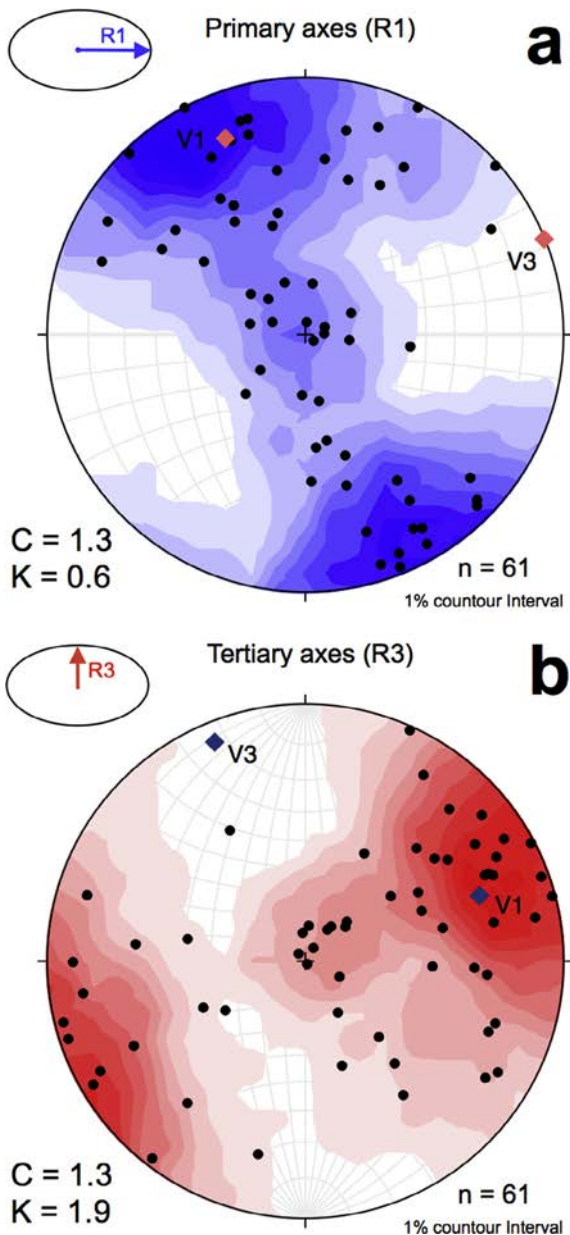 R1
Primary axes (R1)
a
V1
V3
C = 1.3
K = 0.6
n = 61
1% countour Interval
R3
Tertiary axes (R3)
b
V3
V1
C = 1.3
K = 1.9
n = 61
1% countour Interval